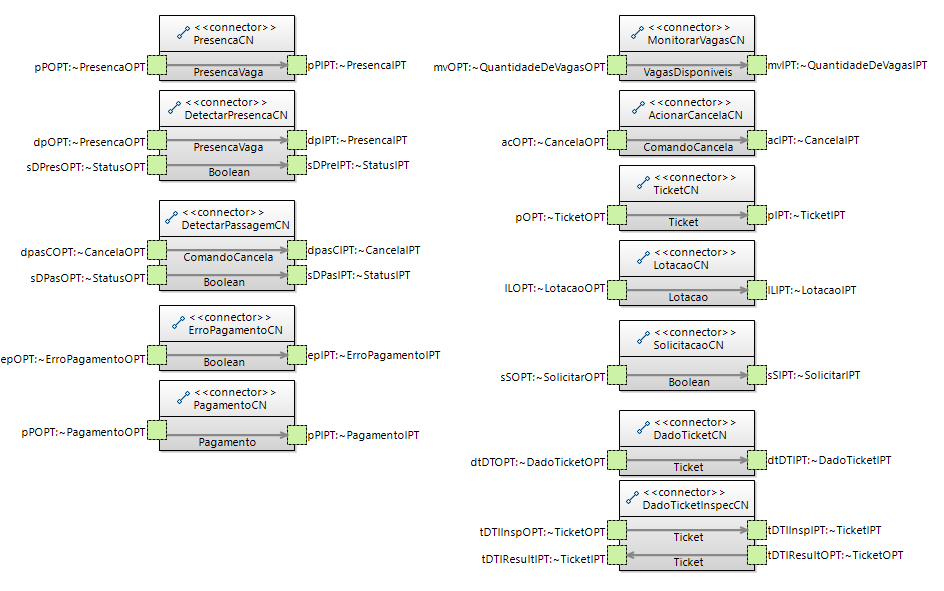 <<connector>>
PresencaCN
pPOPT:~PresencaOPT
pPIPT:~PresencaIPT
PresencaVaga
<<connector>>
DetectarPresencaCN
dpOPT:~PresencaOPT
dpIPT:~PresencaIPT
PresencaVaga
sDPresOPT:~StatusOPT
sDPreIPT:~StatusIPT
Boolean
<<connector>>
DetectarPassagemCN
dpasCOPT:~CancelaOPT
dpasCIPT:~CancelaIPT
ComandoCancela
sDPasOPT:~StatusOPT
sDPasIPT:~StatusIPT
Boolean
<<connector>>
ErroPagamentoCN
epOPT:~ErroPagamentoOPT
epIPT:~ErroPagamentoIPT
Boolean
<<connector>>
PagamentoCN
pPOPT:~PagamentoOPT
pPIPT:~PagamentoIPT
Pagamento
<<connector>>
MonitorarVagasCN
mvOPT:~QuantidadeDeVagasOPT
mvIPT:~QuantidadeDeVagasIPT
VagasDisponiveis
<<connector>>
AcionarCancelaCN
acOPT:~CancelaOPT
acIPT:~CancelaIPT
ComandoCancela
<<connector>>
TicketCN
pOPT:~TicketOPT
pIPT:~TicketIPT
Ticket
<<connector>>
LotacaoCN
lLOPT:~LotacaoOPT
lLIPT:~LotacaoIPT
Lotacao
<<connector>>
SolicitacaoCN
sSOPT:~SolicitarOPT
sSIPT:~SolicitarIPT
Boolean
<<connector>>
DadoTicketCN
dtDTOPT:~DadoTicketOPT
dtDTIPT:~DadoTicketIPT
Ticket
<<connector>>
DadoTicketInspecCN
tDTIInspOPT:~TicketOPT
tDTIInspIPT:~TicketIPT
Ticket
tDTIResultIPT:~TicketIPT
tDTIResultOPT:~TicketOPT
Ticket